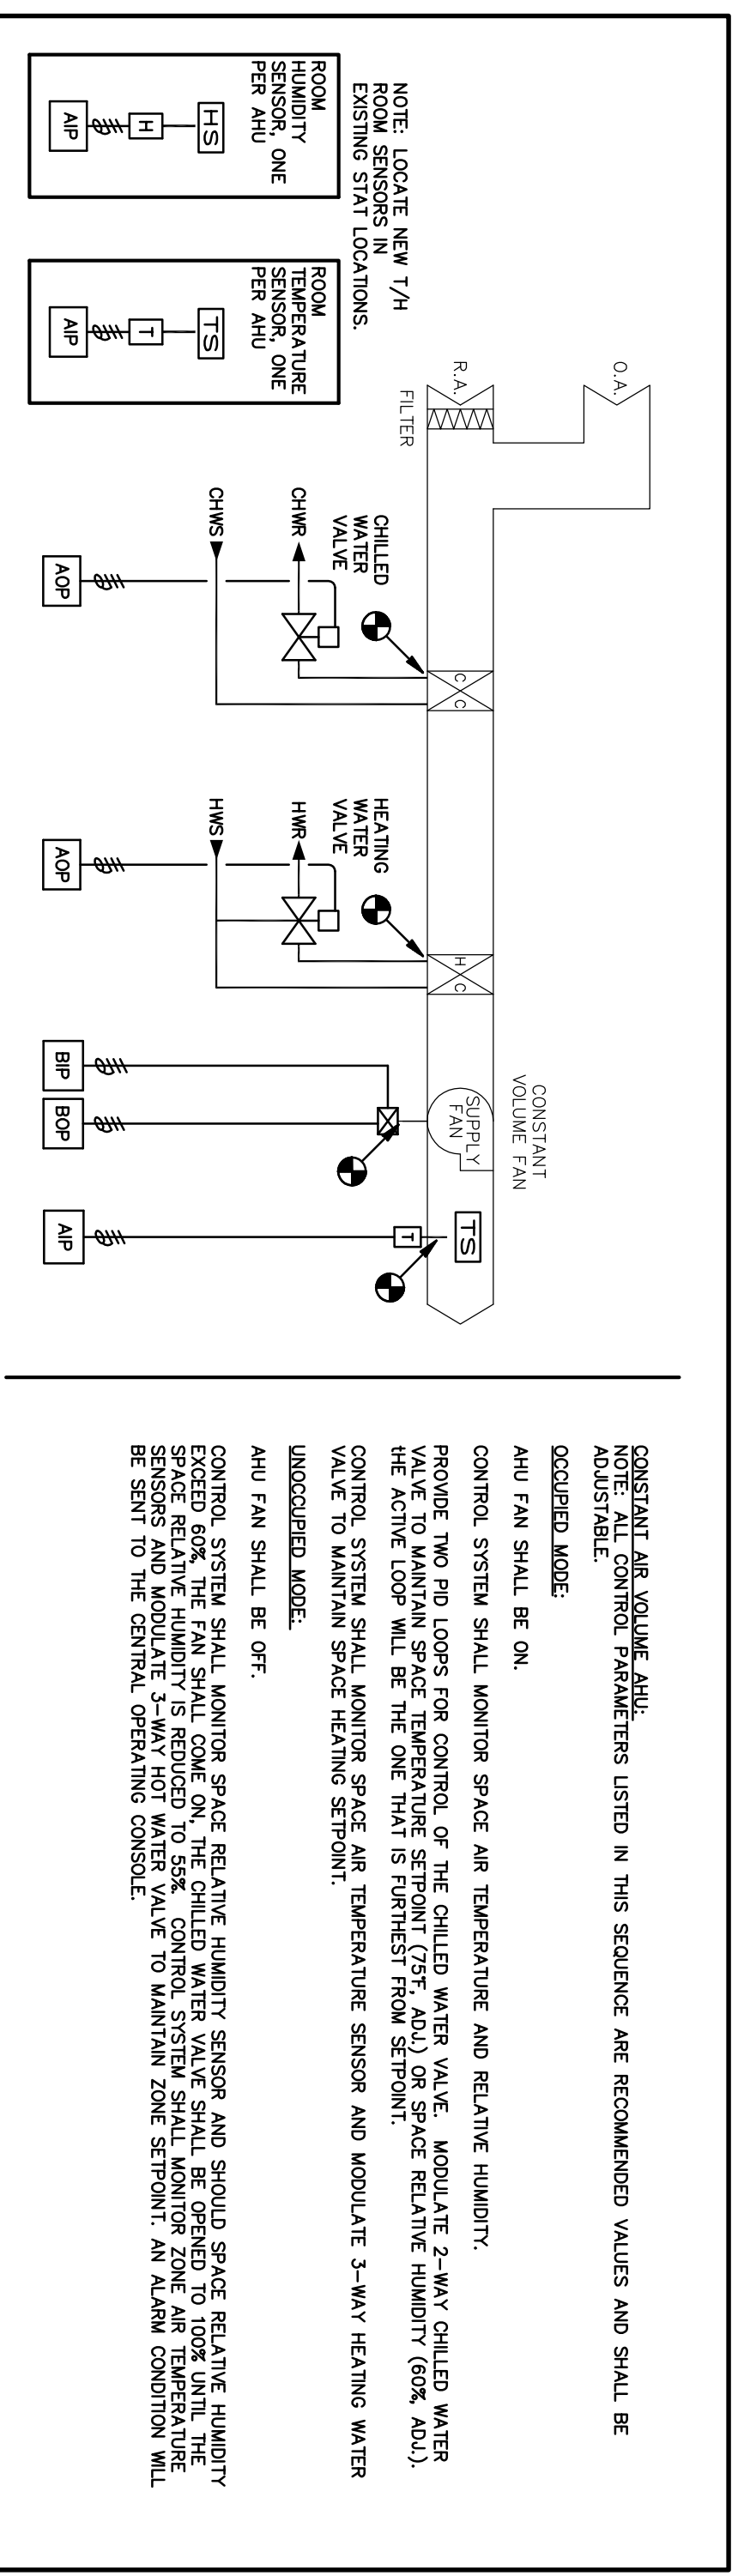 O.A.
R.A.
FILTER
CONSTANT
VOLUME FAN
SUPPLY
FAN
TS
T
C C
H C
NOTE: LOCATE NEW T/H
ROOM SENSORS IN
EXISTING STAT LOCATIONS.
CHILLED
WATER
VALVE
CHWR
CHWS
AOP
HEATING
WATER
VALVE
HWR
HWS
AOP
BIP
BOP
AIP
ROOM
HUMIDITY
SENSOR, ONE
PER AHU
HS
H
AIP
ROOM
TEMPERATURE
SENSOR, ONE
PER AHU
TS
T
AIP
CONSTANT AIR VOLUME AHU:
NOTE: ALL CONTROL PARAMETERS LISTED IN THIS SEQUENCE ARE RECOMMENDED VALUES AND SHALL BE
ADJUSTABLE.
OCCUPIED MODE:
AHU FAN SHALL BE ON.
CONTROL SYSTEM SHALL MONITOR SPACE AIR TEMPERATURE AND RELATIVE HUMIDITY.
PROVIDE TWO PID LOOPS FOR CONTROL OF THE CHILLED WATER VALVE. MODULATE 2-WAY CHILLED WATER
VALVE TO MAINTAIN SPACE TEMPERATURE SETPOINT (75°F, ADJ.) OR SPACE RELATIVE HUMIDITY (60%, ADJ.).
tHE ACTIVE LOOP WILL BE THE ONE THAT IS FURTHEST FROM SETPOINT.
CONTROL SYSTEM SHALL MONITOR SPACE AIR TEMPERATURE SENSOR AND MODULATE 3-WAY HEATING WATER
VALVE TO MAINTAIN SPACE HEATING SETPOINT.
UNOCCUPIED MODE:
AHU FAN SHALL BE OFF.
CONTROL SYSTEM SHALL MONITOR SPACE RELATIVE HUMIDITY SENSOR AND SHOULD SPACE RELATIVE HUMIDITY
EXCEED 60%, THE FAN SHALL COME ON, THE CHILLED WATER VALVE SHALL BE OPENED TO 100% UNTIL THE
SPACE RELATIVE HUMIDITY IS REDUCED TO 55%. CONTROL SYSTEM SHALL MONITOR ZONE AIR TEMPERATURE
SENSORS AND MODULATE 3-WAY HOT WATER VALVE TO MAINTAIN ZONE SETPOINT. AN ALARM CONDITION WILL
BE SENT TO THE CENTRAL OPERATING CONSOLE.